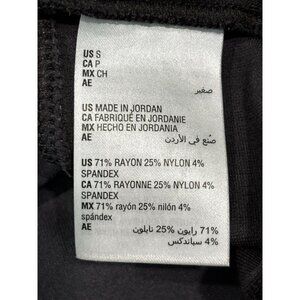 US S
CA P
MX CH
AE
صغير
US MADE IN JORDAN
CA FABRIQUÉ EN JORDANIE
MX HECHO EN JORDANIA
AE صُنع في الأردن
US 71% RAYON 25% NYLON 4%
SPANDEX
CA 71% RAYONNE 25% NYLON 4%
SPANDEX
MX 71% rayón 25% nilón 4%
spándex
AE
71% رايون 25% نايلون
4% سباندكس